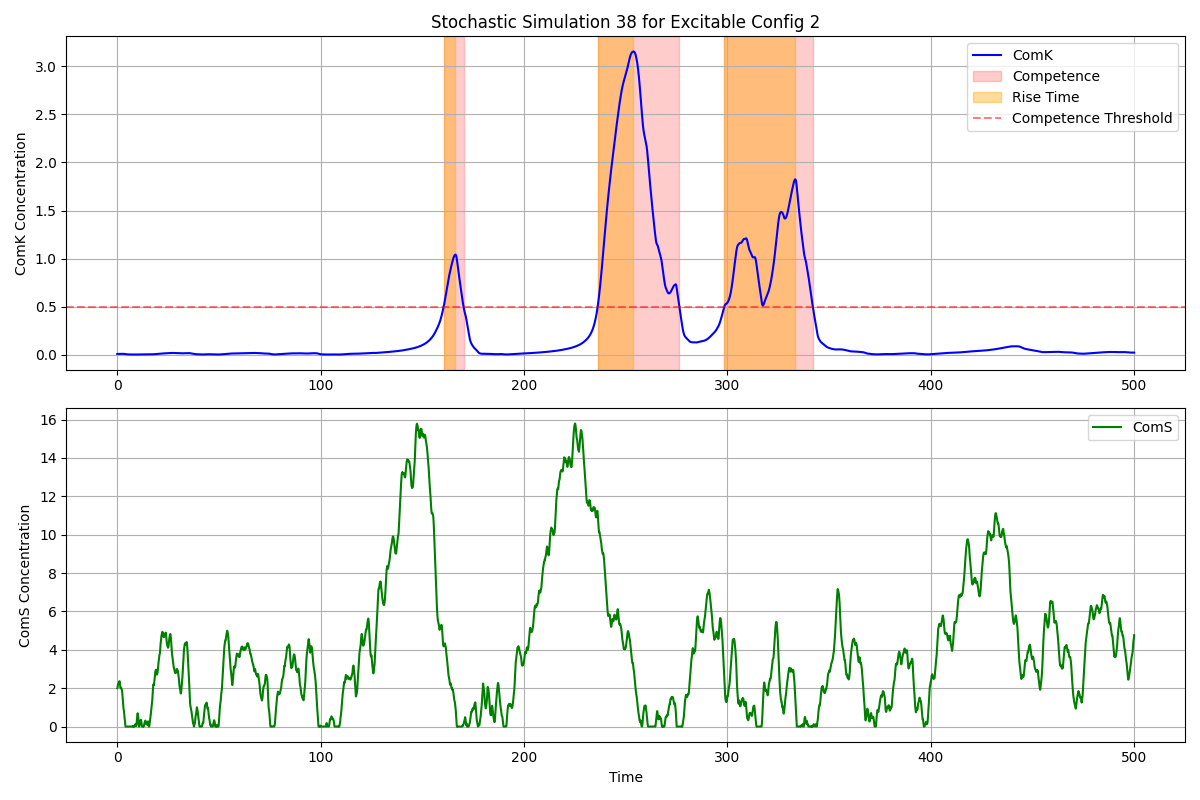 Stochastic Simulation 38 for Excitable Config 2
ComK Concentration
3.0
2.5
2.0
1.5
1.0
0.5
0.0
ComK
Competence
Rise Time
Competence Threshold
0 100 200 300 400 500
ComS Concentration
16
14
12
10
8
6
4
2
0
ComS
0 100 200 300 400 500
Time